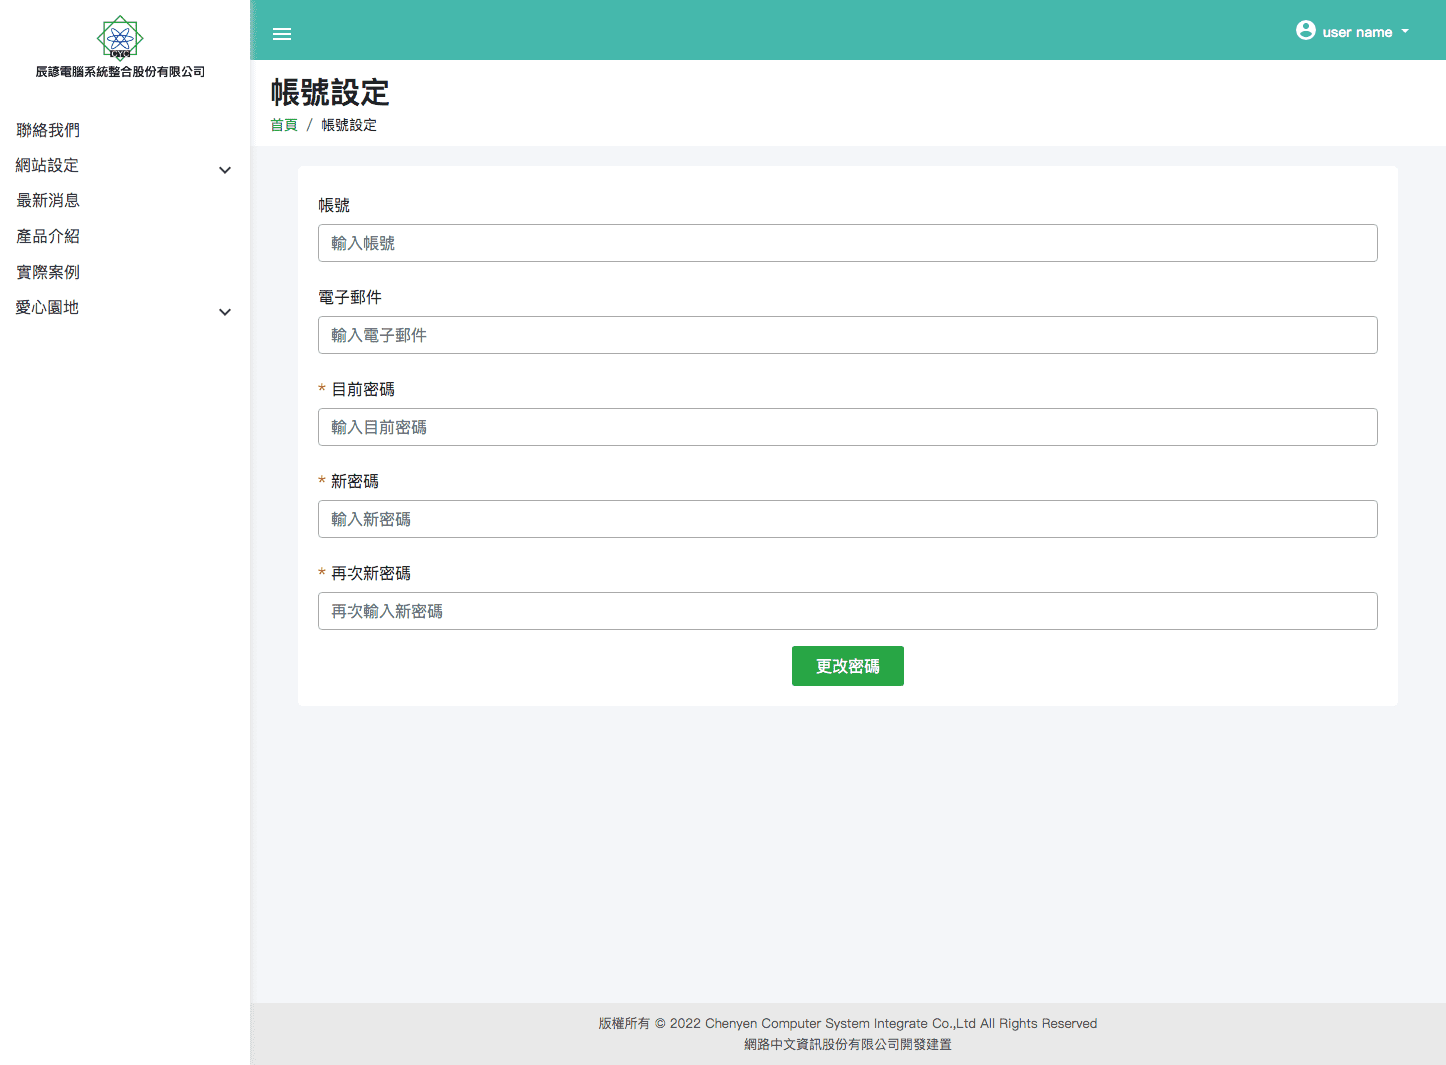 CYC
辰諺電腦系統整合股份有限公司
聯絡我們
網站設定
最新消息
產品介紹
實際案例
愛心園地
user name
帳號設定
首頁 / 帳號設定
帳號
輸入帳號
電子郵件
輸入電子郵件
* 目前密碼
輸入目前密碼
* 新密碼
輸入新密碼
* 再次新密碼
再次輸入新密碼
更改密碼
版權所有 © 2022 Chenyen Computer System Integrate Co.,Ltd All Rights Reserved
網路中文資訊股份有限公司開發建置